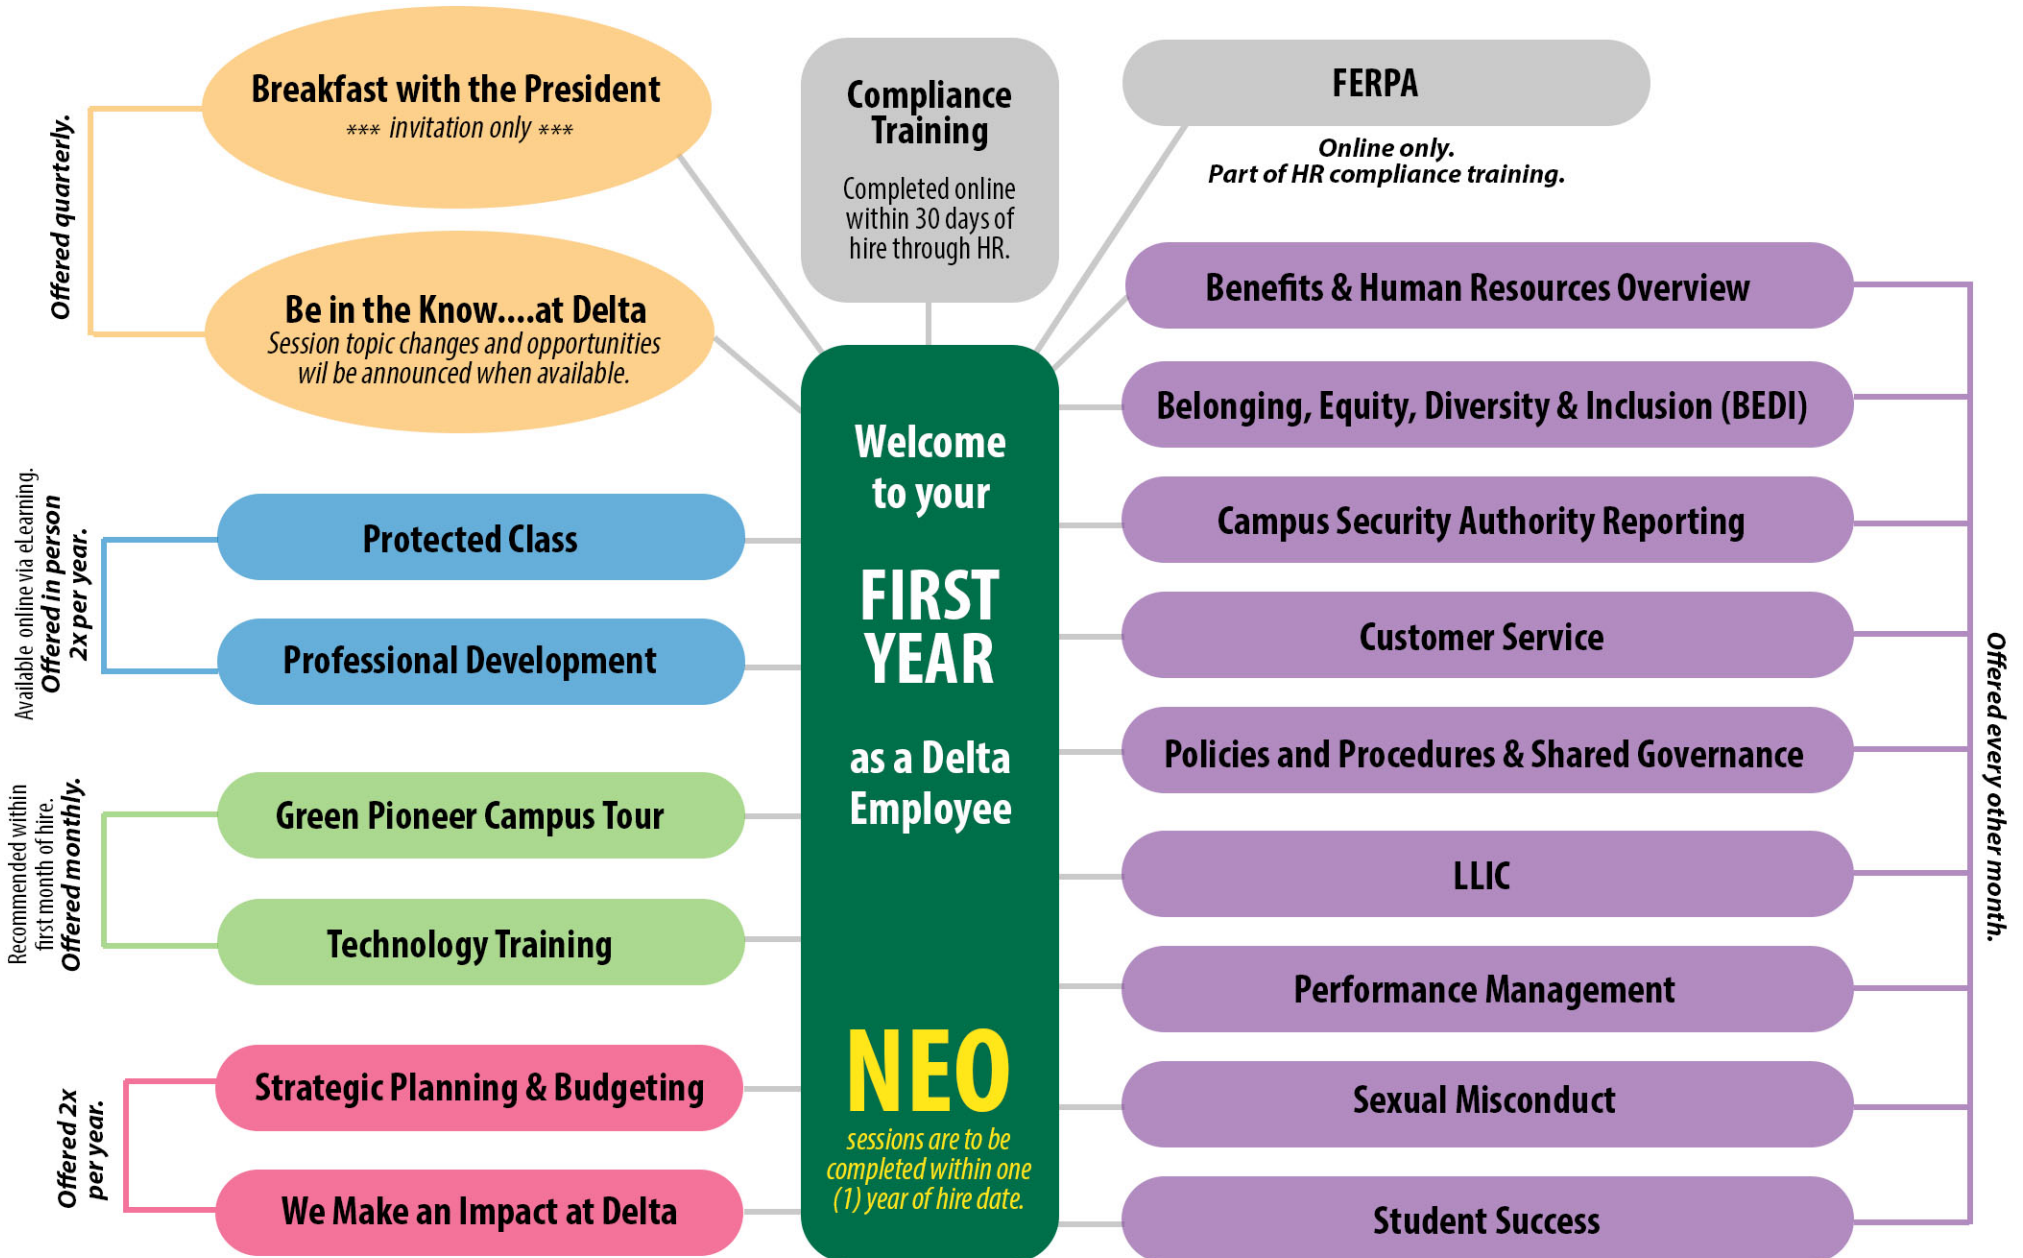 Breakfast with the President
*** invitation only ***
Offered quarterly.
Be in the Know....at Delta
Session topic changes and opportunities
wil be announced when available.
Compliance
Training
Completed online
within 30 days of
hire through HR.
FERPA
Online only.
Part of HR compliance training.
Available online via eLearning.
Offered in person
2x per year.
Protected Class
Professional Development
Recommended within
first month of hire.
Offered monthly.
Green Pioneer Campus Tour
Technology Training
Offered 2x
per year.
Strategic Planning & Budgeting
We Make an Impact at Delta
Welcome
to your
FIRST
YEAR
as a Delta
Employee
NEO
sessions are to be
completed within one
(1) year of hire date.
Benefits & Human Resources Overview
Belonging, Equity, Diversity & Inclusion (BEDI)
Campus Security Authority Reporting
Customer Service
Policies and Procedures & Shared Governance
LLIC
Performance Management
Sexual Misconduct
Student Success
Offered every other month.